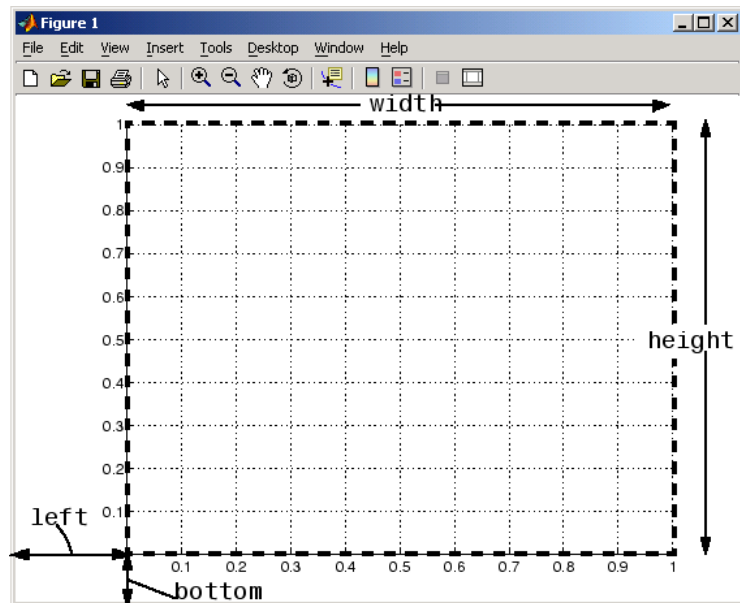 Figure 1
File Edit View Insert Tools Desktop Window Help
width
1
0.9
0.8
0.7
0.6
0.5
height
0.4
0.3
0.2
0.1
left
0.1 0.2 0.3 0.4 0.5 0.6 0.7 0.8 0.9 1
bottom